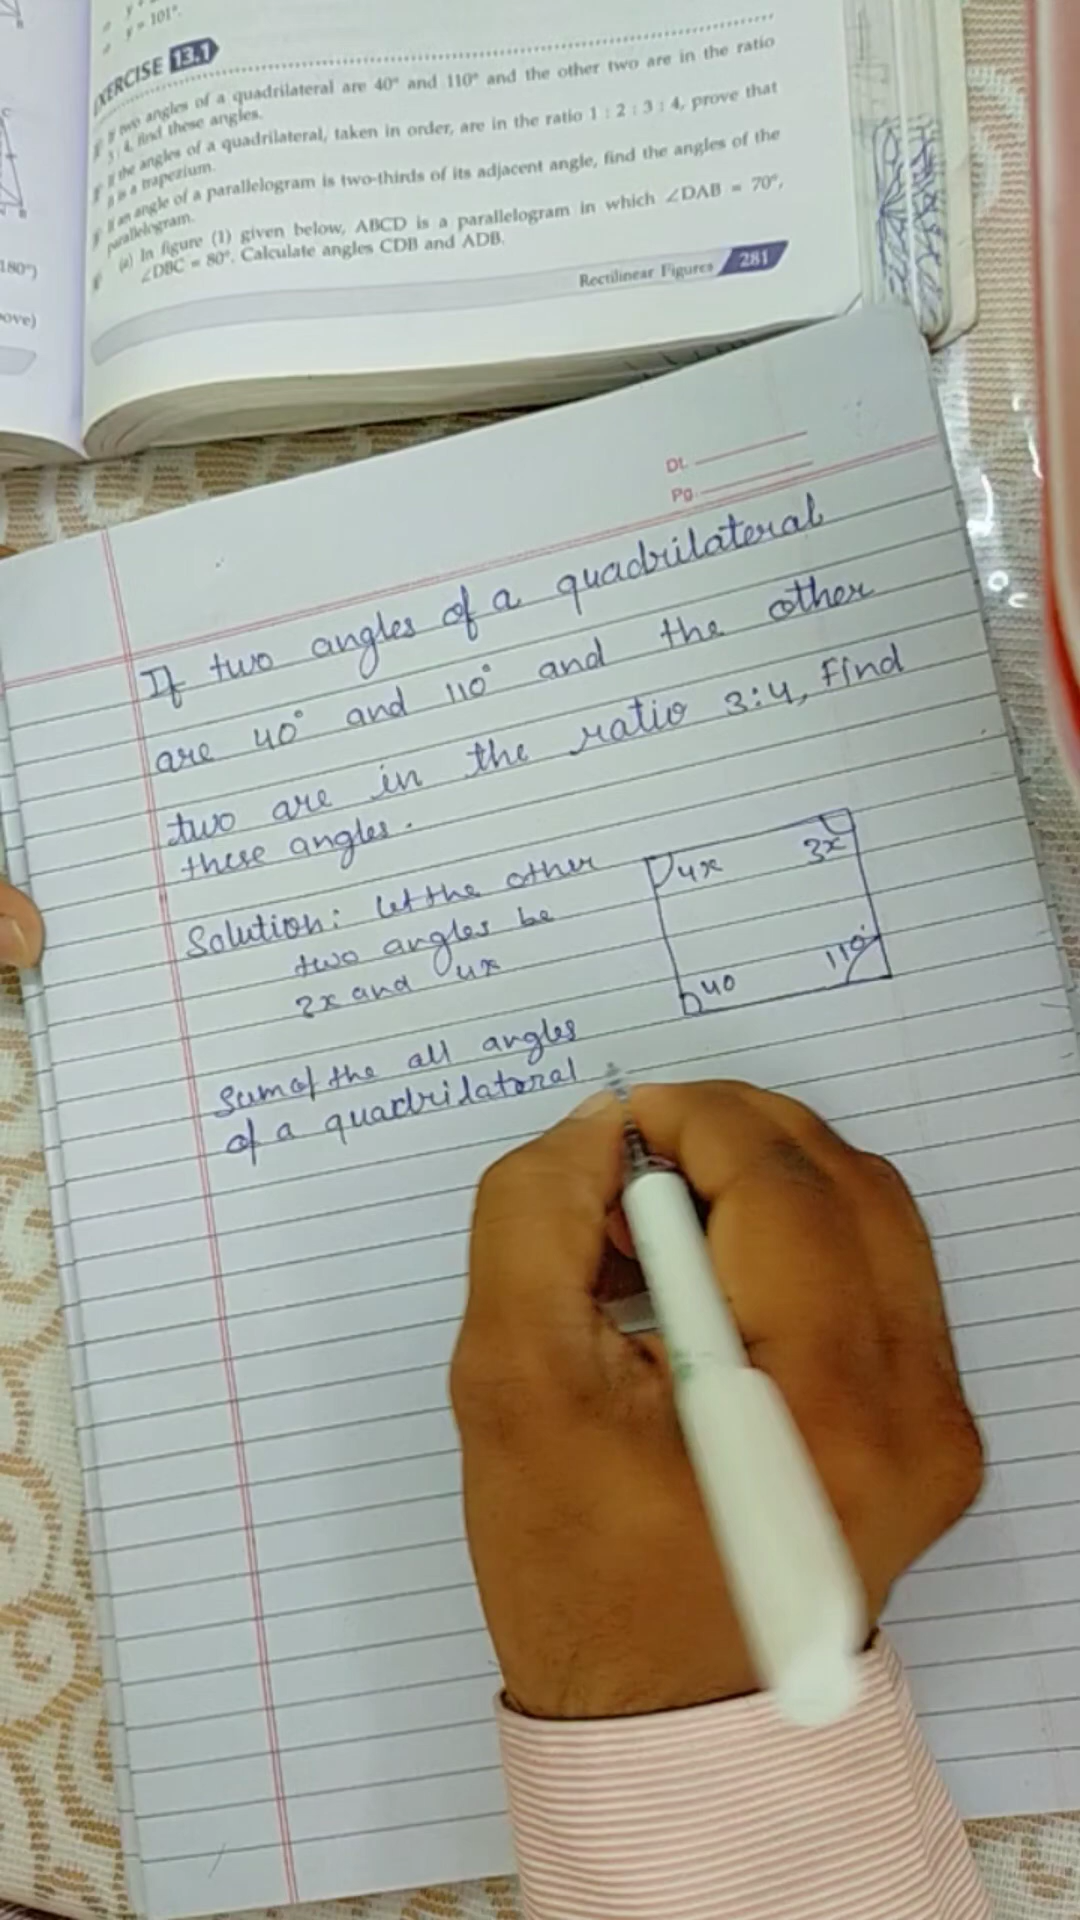 y = 101°.
EXERCISE 13.1
If two angles of a quadrilateral are 40° and 110° and the other two are in the ratio
3 : 4, find these angles.
If the angles of a quadrilateral, taken in order, are in the ratio 1 : 2 : 3 : 4, prove that
it is a trapezium.
If an angle of a parallelogram is two-thirds of its adjacent angle, find the angles of the
parallelogram.
(a) In figure (1) given below, ABCD is a parallelogram in which ∠DAB = 70°,
∠DBC = 80°. Calculate angles CDB and ADB.
Rectilinear Figures 281
180°)
ove)
Dt.
Pg.
If two angles of a quadrilateral
are 40° and 110° and the other
two are in the ratio 3:4, Find
these angles.
Solution: let the other
two angles be
3x and 4x
4x 3x
40 110°
Sum of the all angles
of a quadrilateral